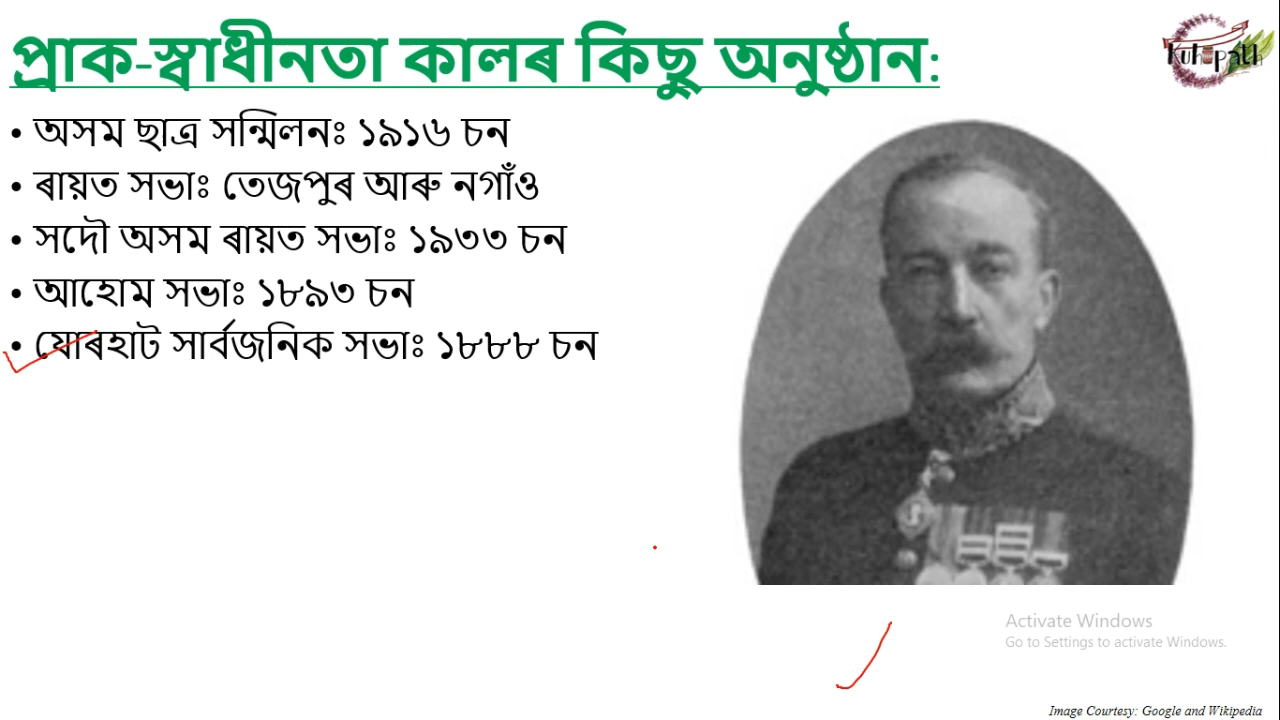 প্ৰাক-স্বাধীনতা কালৰ কিছু অনুষ্ঠান:
Kuhipath
• অসম ছাত্ৰ সন্মিলনঃ ১৯১৬ চন
• ৰায়ত সভাঃ তেজপুৰ আৰু নগাঁও
• সদৌ অসম ৰায়ত সভাঃ ১৯৩৩ চন
• আহোম সভাঃ ১৮৯৩ চন
• যোৰহাট সাৰ্বজনিক সভাঃ ১৮৮৮ চন
Activate Windows
Go to Settings to activate Windows.
Image Courtesy: Google and Wikipedia